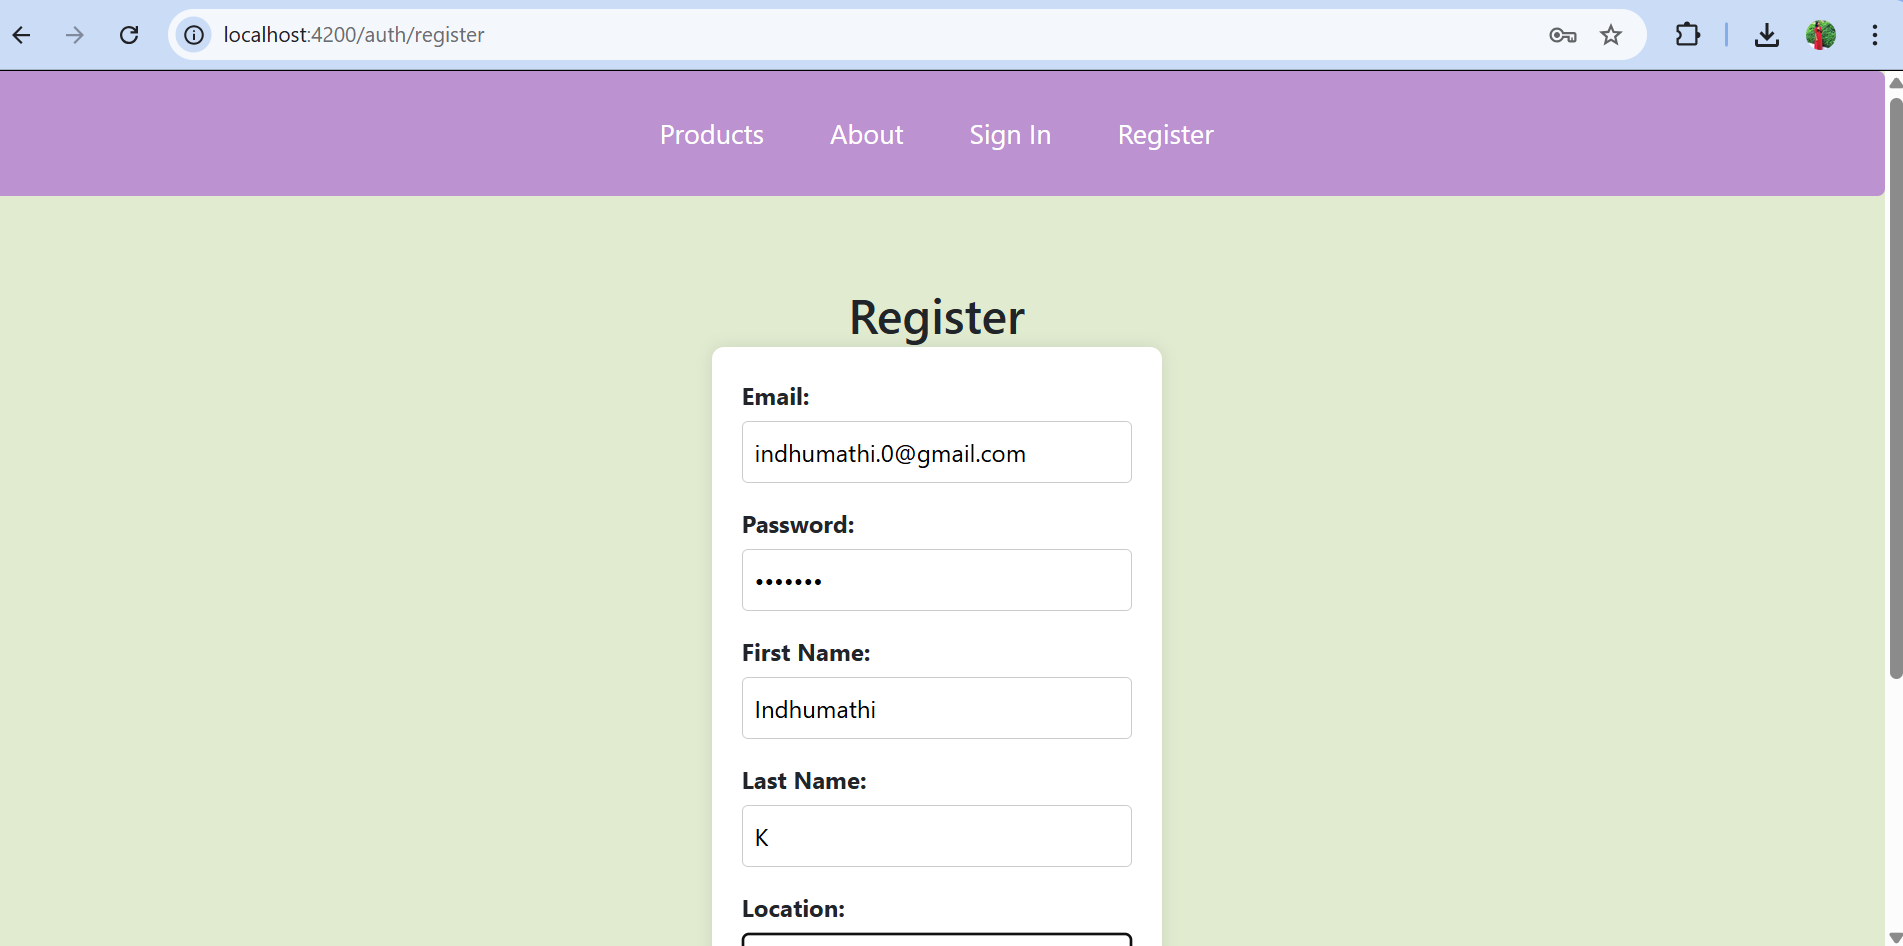 localhost:4200/auth/register
Products About Sign In Register
Register
Email:
indhumathi.0@gmail.com
Password:
•••••••
First Name:
Indhumathi
Last Name:
K
Location: